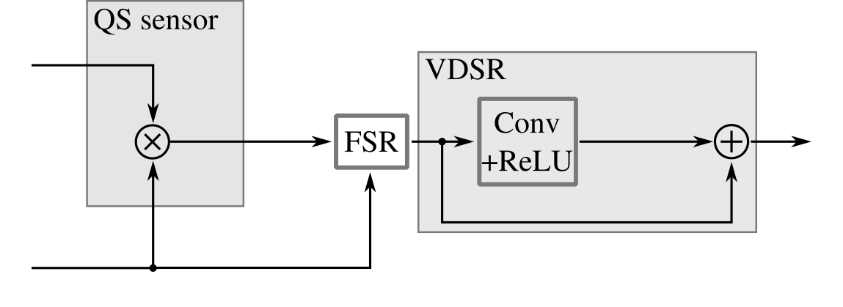 QS sensor
VDSR
FSR
Conv
+ReLU